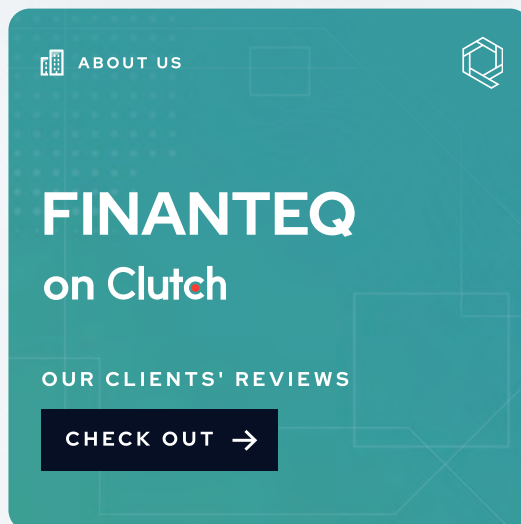 ABOUT US
FINANTEQ
on Clutch
OUR CLIENTS' REVIEWS
CHECK OUT